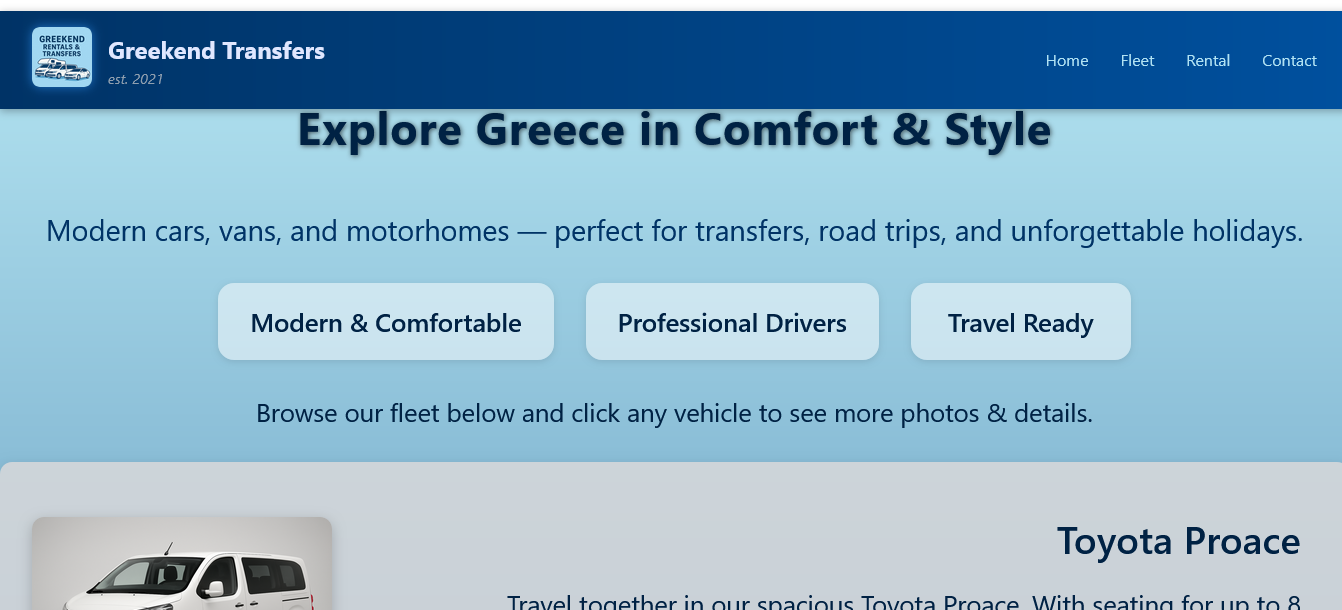 GREEKEND
RENTALS &
TRANSFERS
Greekend Transfers
est. 2021
Home
Fleet
Rental
Contact
Explore Greece in Comfort & Style
Modern cars, vans, and motorhomes — perfect for transfers, road trips, and unforgettable holidays.
Modern & Comfortable
Professional Drivers
Travel Ready
Browse our fleet below and click any vehicle to see more photos & details.
Toyota Proace
Travel together in our spacious Toyota Proace. With seating for up to 8